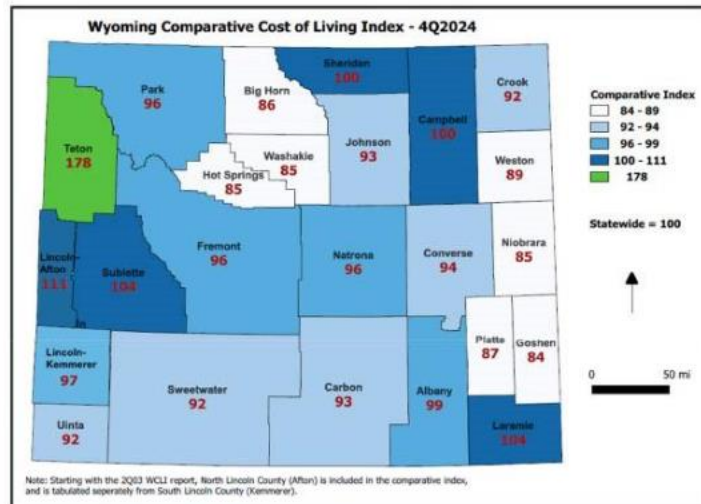 Wyoming Comparative Cost of Living Index - 4Q2024
Sheridan
100
Crook
92
Park
96
Big Horn
86
Campbell
100
Johnson
93
Teton
178
Washakie
85
Hot Springs
85
Weston
89
Fremont
96
Natrona
96
Converse
94
Niobrara
85
Lincoln-
Afton
111
Sublette
104
Platte
87
Goshen
84
Lincoln-
Kemmerer
97
Sweetwater
92
Carbon
93
Albany
99
Uinta
92
Laramie
104
Comparative Index
84 - 89
92 - 94
96 - 99
100 - 111
178
Statewide = 100
0 50 mi
Note: Starting with the 2Q03 WCLI report, North Lincoln County (Afton) is included in the comparative index,
and is tabulated seperately from South Lincoln County (Kemmerer).